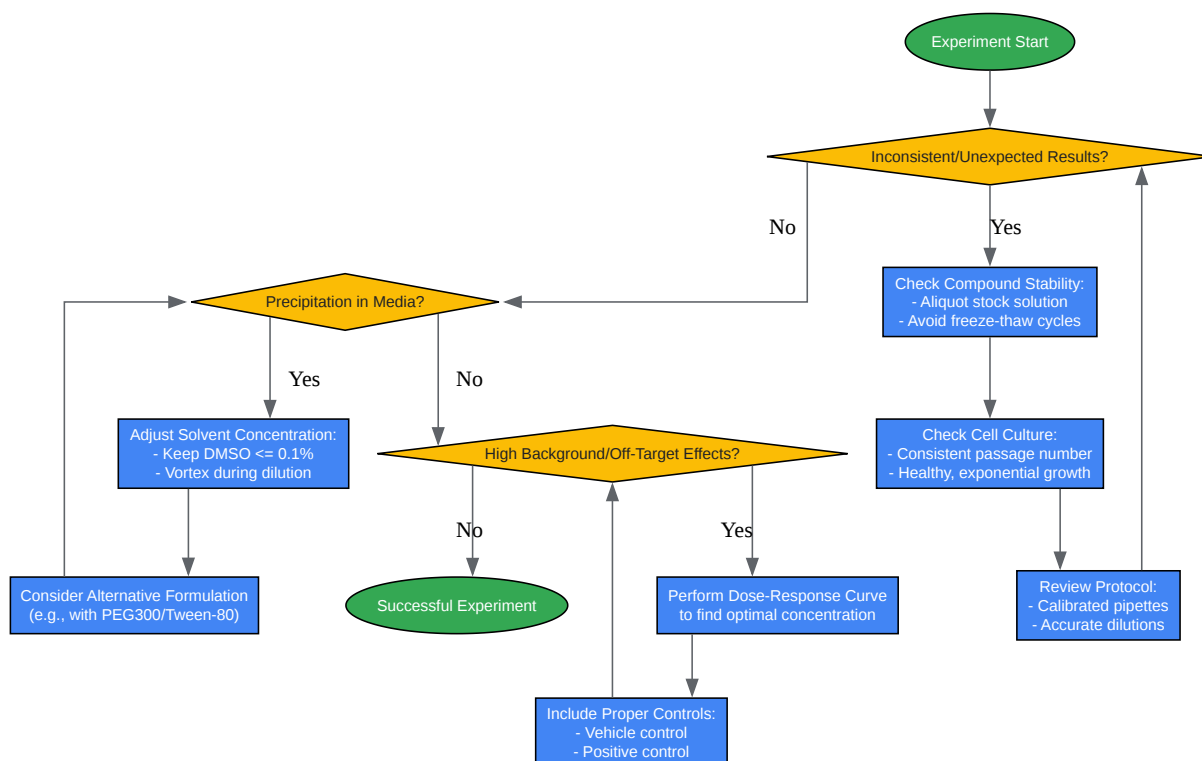 Experiment Start
Inconsistent/Unexpected Results?
No
Yes
Check Compound Stability:
- Aliquot stock solution
- Avoid freeze-thaw cycles
Precipitation in Media?
Yes
No
Adjust Solvent Concentration:
- Keep DMSO <= 0.1%
- Vortex during dilution
High Background/Off-Target Effects?
Check Cell Culture:
- Consistent passage number
- Healthy, exponential growth
No
Yes
Consider Alternative Formulation
(e.g., with PEG300/Tween-80)
Successful Experiment
Perform Dose-Response Curve
to find optimal concentration
Review Protocol:
- Calibrated pipettes
- Accurate dilutions
Include Proper Controls:
- Vehicle control
- Positive control